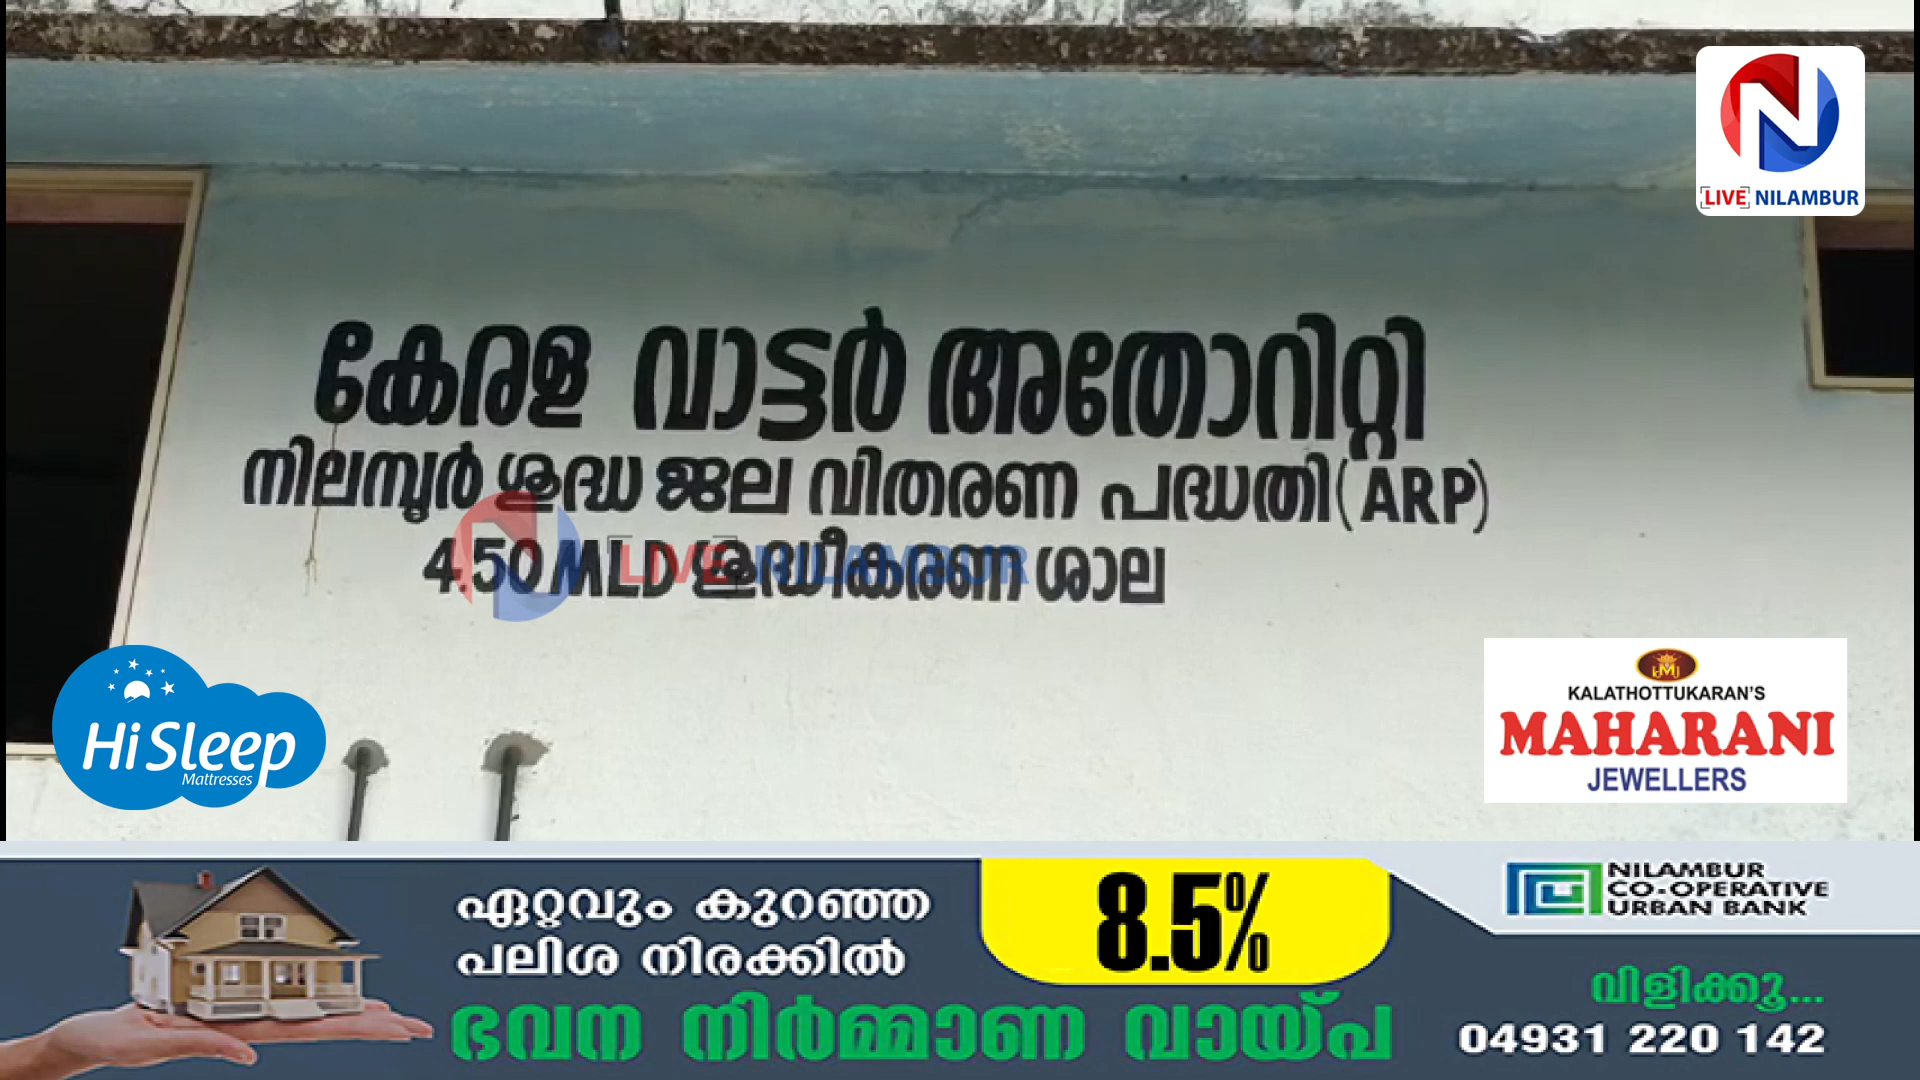 LIVE NILAMBUR
കേരള വാട്ടർ അതോറിറ്റി
നിലമ്പൂർ ശുദ്ധ ജല വിതരണ പദ്ധതി(ARP)
4.50 MLD ശുദ്ധീകരണ ശാല
LIVE NILAMBUR
Hi Sleep
Mattresses
KALATHOTTUKARAN'S
MAHARANI
JEWELLERS
ഏറ്റവും കുറഞ്ഞ
പലിശ നിരക്കിൽ
8.5%
ഭവന നിർമ്മാണ വായ്പ
NILAMBUR
CO-OPERATIVE
URBAN BANK
വിളിക്കൂ...
04931 220 142